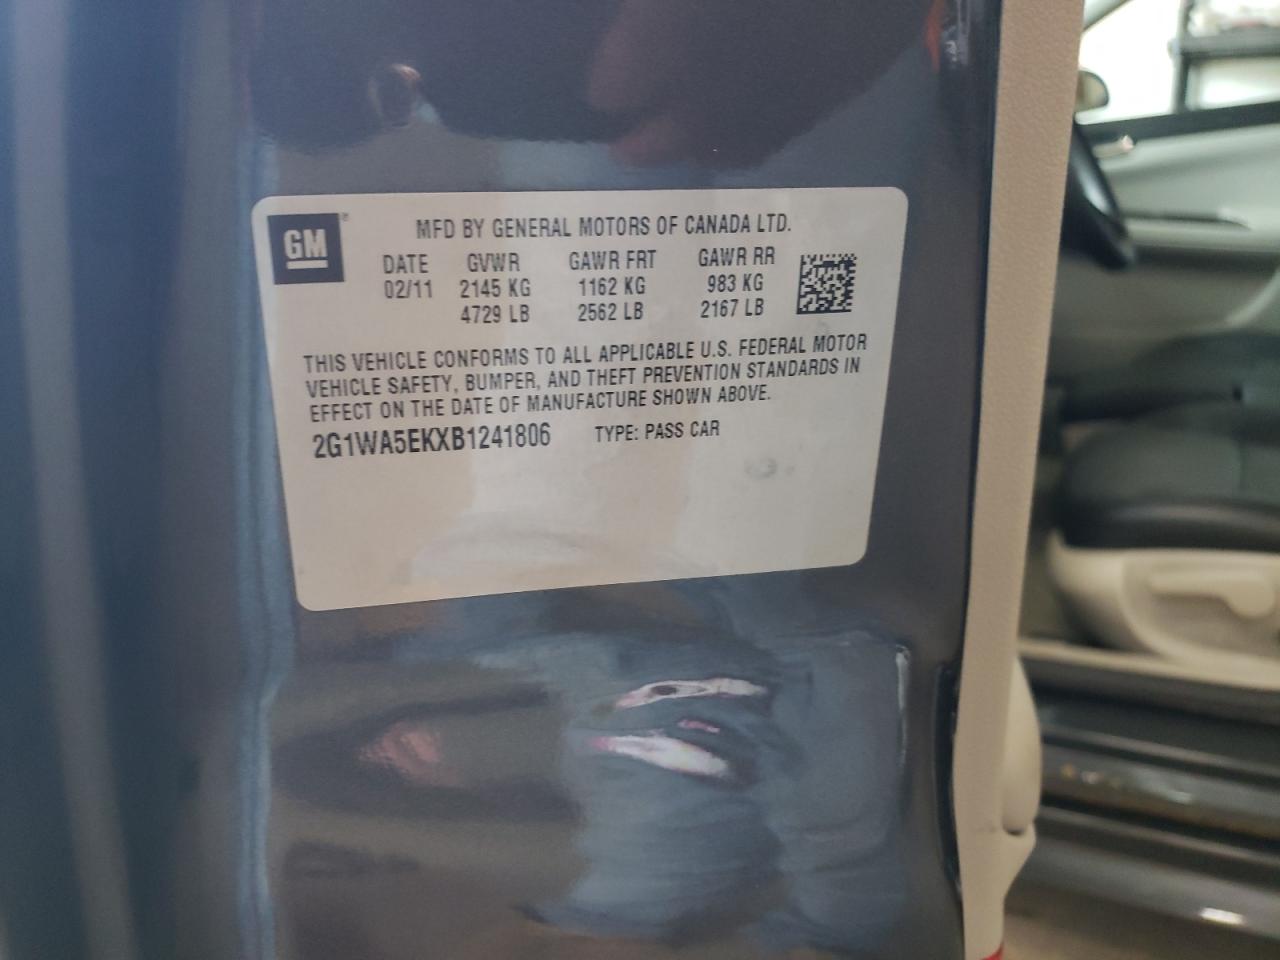 GM®
MFD BY GENERAL MOTORS OF CANADA LTD.
DATE GVWR GAWR FRT GAWR RR
02/11 2145 KG 1162 KG 983 KG
4729 LB 2562 LB 2167 LB
THIS VEHICLE CONFORMS TO ALL APPLICABLE U.S. FEDERAL MOTOR
VEHICLE SAFETY, BUMPER, AND THEFT PREVENTION STANDARDS IN
EFFECT ON THE DATE OF MANUFACTURE SHOWN ABOVE.
2G1WA5EKXB1241806 TYPE: PASS CAR